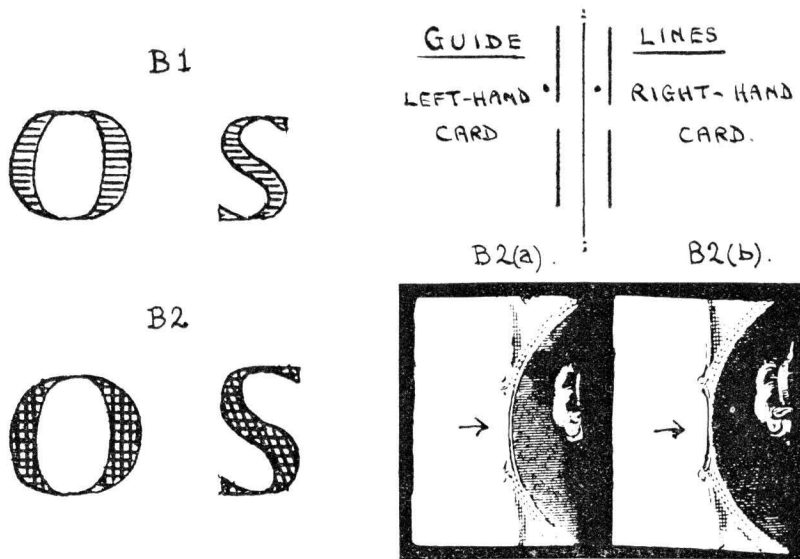 B1
O S
B2
O S
GUIDE LINES
LEFT-HAND RIGHT-HAND
CARD CARD.
B2(a). B2(b).